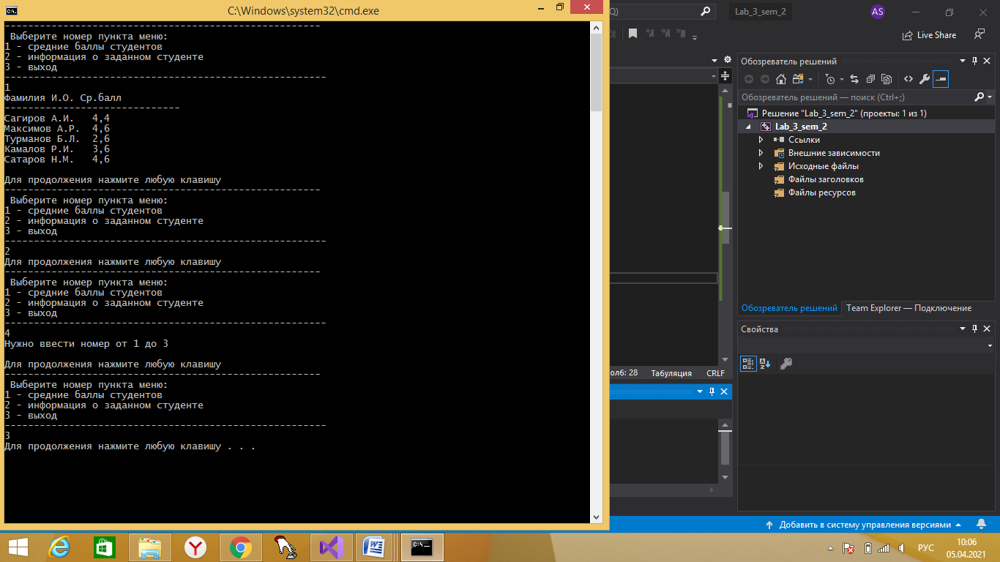 C:\Windows\system32\cmd.exe
------------------------------------------------------
Выберите номер пункта меню:
1 - средние баллы студентов
2 - информация о заданном студенте
3 - выход
-------------------------------------------------------
1
Фамилия И.О. Ср.балл
------------------------------
Сагиров А.И. 4,4
Максимов А.Р. 4,6
Турманов Б.Л. 2,6
Камалов Р.И. 3,6
Сатаров Н.М. 4,6
Для продолжения нажмите любую клавишу
------------------------------------------------------
Выберите номер пункта меню:
1 - средние баллы студентов
2 - информация о заданном студенте
3 - выход
-------------------------------------------------------
2
Для продолжения нажмите любую клавишу
------------------------------------------------------
Выберите номер пункта меню:
1 - средние баллы студентов
2 - информация о заданном студенте
3 - выход
-------------------------------------------------------
4
Нужно ввести номер от 1 до 3
Для продолжения нажмите любую клавишу
------------------------------------------------------
Выберите номер пункта меню:
1 - средние баллы студентов
2 - информация о заданном студенте
3 - выход
-------------------------------------------------------
3
Для продолжения нажмите любую клавишу . . .
Q)
Lab_3_sem_2
AS
Live Share
Обозреватель решений
Обозреватель решений — поиск (Ctrl+;)
Решение "Lab_3_sem_2" (проекты: 1 из 1)
Lab_3_sem_2
Ссылки
Внешние зависимости
Исходные файлы
Файлы заголовков
Файлы ресурсов
Обозреватель решений Team Explorer — Подключение
Свойства
олб: 28 Табуляция CRLF
Добавить в систему управления версиями
РУС
10:06
05.04.2021